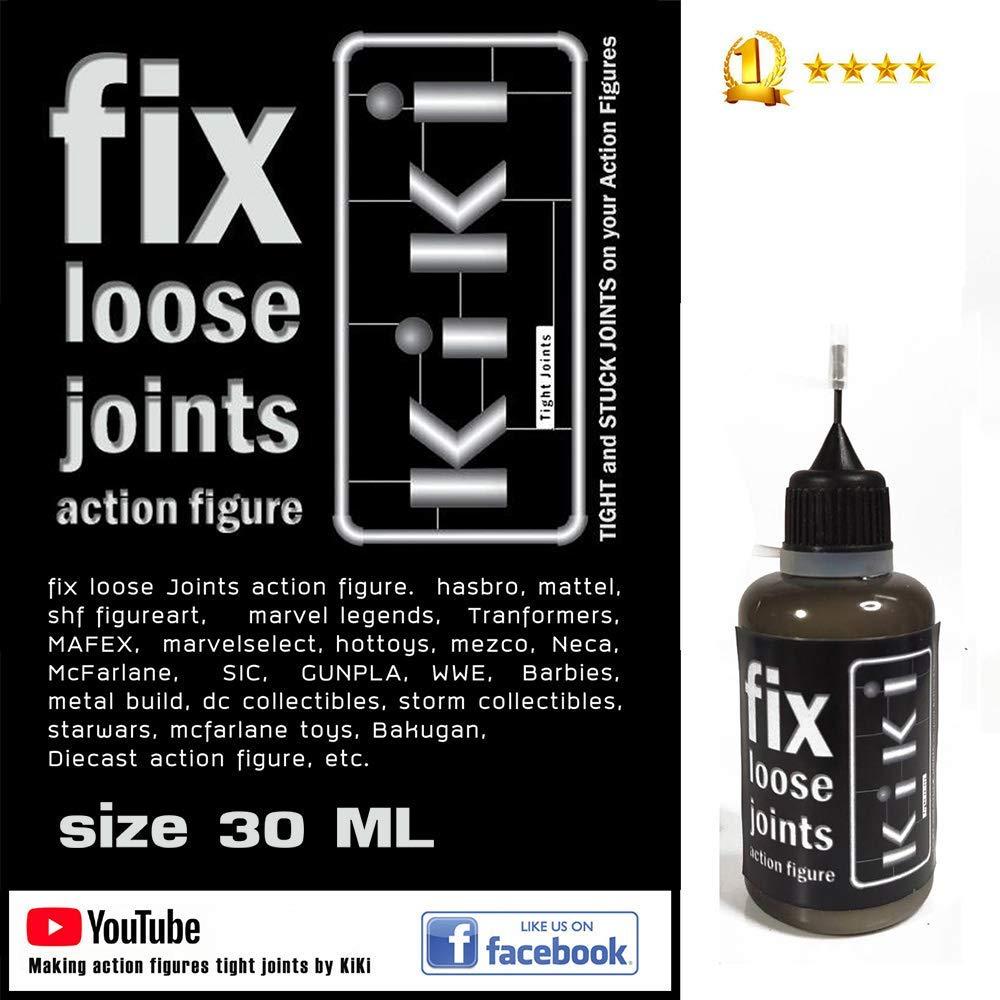 fix
loose
joints
action figure
KiKi
Tight Joints
TIGHT and STUCK JOINTS on your Action Figures
fix loose Joints action figure. hasbro, mattel,
shf figureart, marvel legends, Tranformers,
MAFEX, marvelselect, hottoys, mezco, Neca,
McFarlane, SIC, GUNPLA, WWE, Barbies,
metal build, dc collectibles, storm collectibles,
starwars, mcfarlane toys, Bakugan,
Diecast action figure, etc.
size 30 ML
YouTube
Making action figures tight joints by KiKi
LIKE US ON
facebook
1
fix
loose
joints
action figure
KiKi